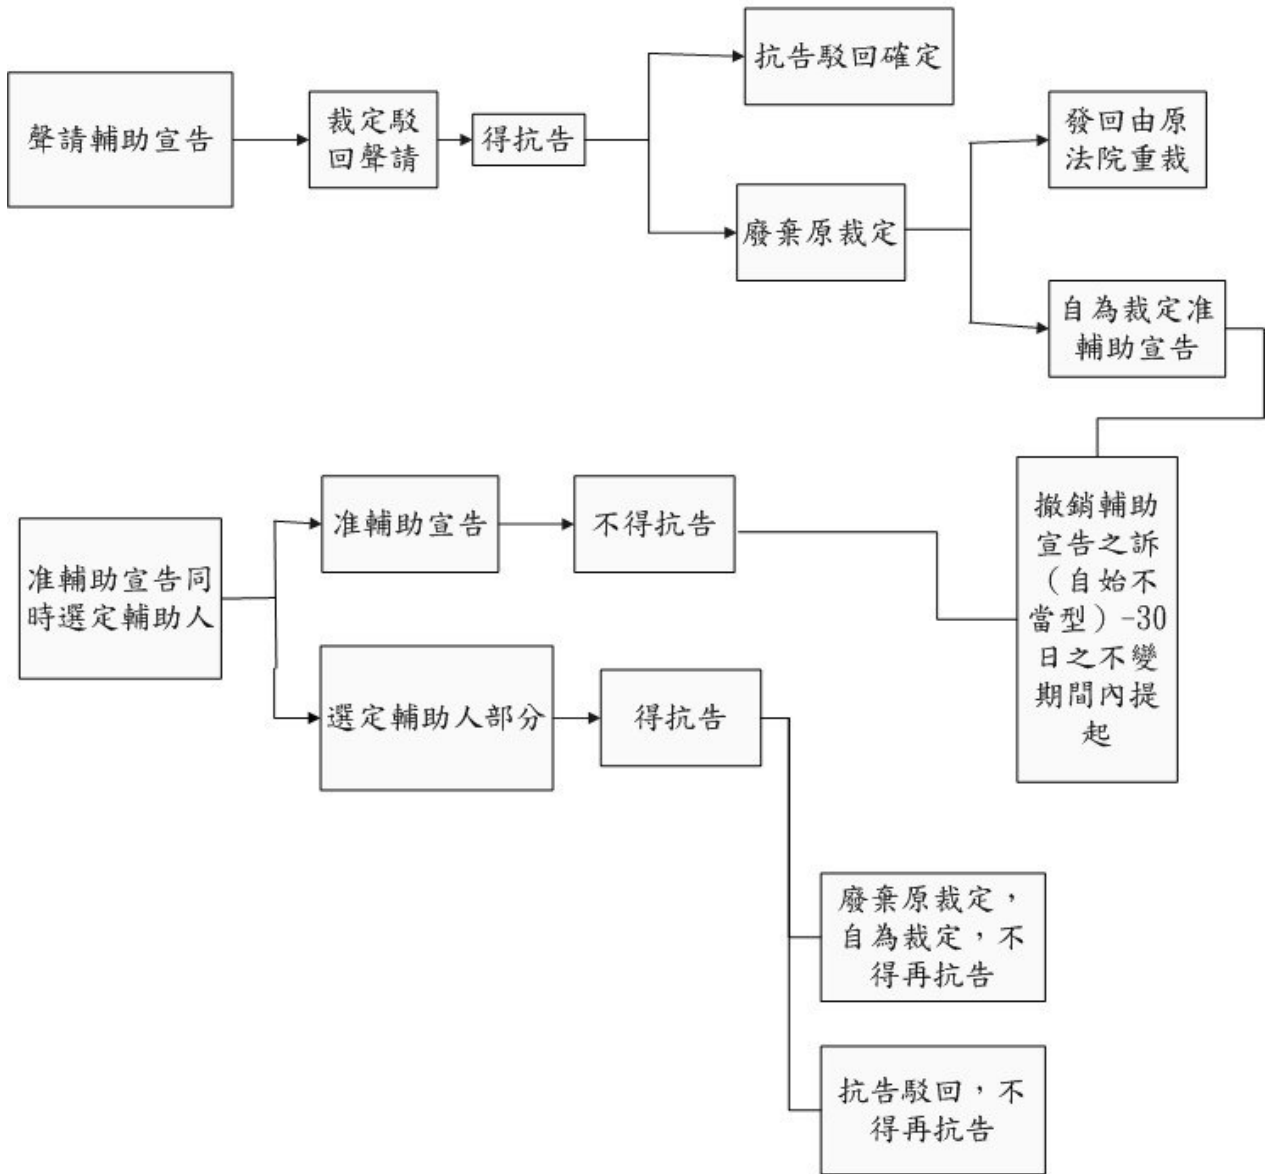 聲請輔助宣告
裁定駁
回聲請
得抗告
抗告駁回確定
廢棄原裁定
發回由原
法院重裁
自為裁定准
輔助宣告
准輔助宣告同
時選定輔助人
准輔助宣告
不得抗告
選定輔助人部分
得抗告
撤銷輔助
宣告之訴
（自始不
當型）-30
日之不變
期間內提
起
廢棄原裁定，
自為裁定，不
得再抗告
抗告駁回，不
得再抗告